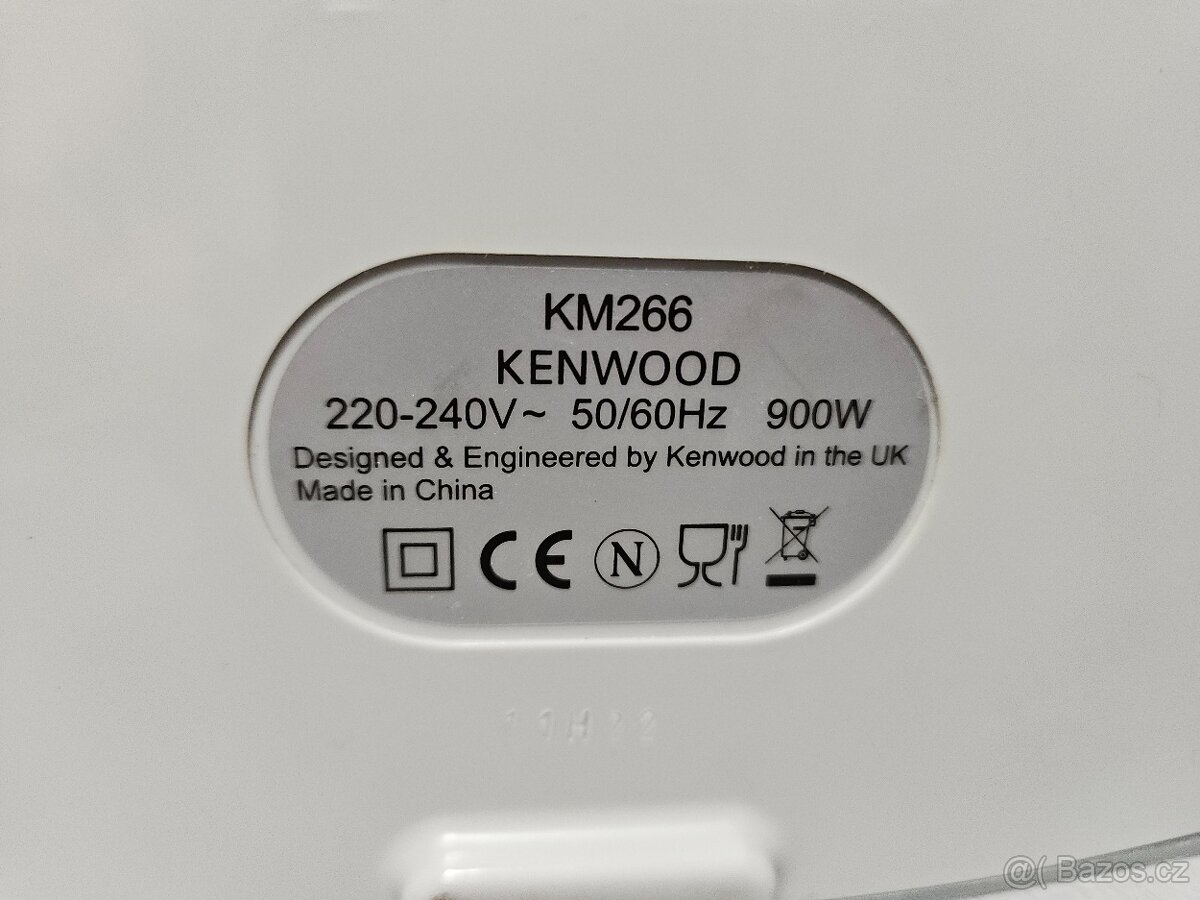 KM266
KENWOOD
220-240V~ 50/60Hz 900W
Designed & Engineered by Kenwood in the UK
Made in China
CE N
11H22
@( Bazos.cz